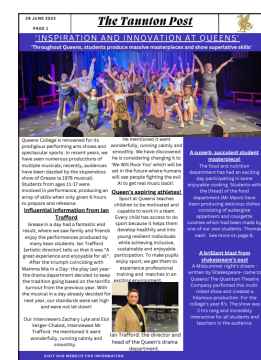 29 JUNE 2023
PAGE 1
The Taunton Post
"INSPIRATION AND INNOVATION AT QUEENS"
'Throughout Queens, students produce massive masterpieces and show superlative skills'
Queens College is renowned for its
prodigious performing arts shows and
spectacular sports. In recent years, we
have seen numerous productions of
multiple musicals; recently, audiences
have been dazzled by the stupendous
show of Grease (a 1978 musical).
Students from ages 11-17 were
involved in performance, producing an
array of skills when only given 6 hours
to prepare and rehearse.
Influential information from Ian
Trafford
Grease in a day had a fantastic end
result, where we saw family and friends
enjoy the performances produced by
many keen students. Ian Trafford
(artistic director) tells us that it was "A
great experience and enjoyable for all".
After the triumph coinciding with
Mamma Mia in a Day - the play last year-
the drama department decided to keep
the tradition going based on the terrific
turnout from the previous year. With
the musical in a day already decided for
next year, our standards were set high
and were not let down!
Our interviewers Zachary Lyle and Eloi
Verger-Chabot, interviewed Mr
Trafford. He mentioned it went
wonderfully, running calmly and
smoothly.
He mentioned it went
wonderfully, running calmly and
smoothly. We have discovered
he is considering changing it to
'We Will Rock You' which will be
set in the future where humans
will see people fighting the evil
AI to get real music back!
Queen's aspiring athletes!
Sport at Queens teaches
children to be motivated and
capable to work in a team.
Every child has access to do
sport because it helps them
develop healthily and into
young resilient individuals
while achieving inclusive,
sustainable and enjoyable
participation. To make pupils
enjoy sport, we get them to
experience professional
training and matches in an
exciting environment.
Ian Trafford: the director and
head of the Queens's drama
department.
A superb, succulent student
masterpiece!
The food and nutrition
department has had an exciting
day participating in some
enjoyable cooking. Students with
the (Head) of the food
department (Mr Mann) have
been producing delicious dishes
consisting of aubergine
appetisers and courgette
cuisines which had been made by
one of our own students: Thomas
nach. See more on page 6.
A brilliant blast from
shakespeare's past
A Midsummer night's dream -
written by Shakespeare- came to
Queens! The Quantum Theatre
Company performed this multi-
roled show and created a
hilarious production. For the
college's year 8's. The show was
2 hrs long and incredibly
interactive for all students and
teachers in the audience.
VISIT OUR WEBSITE FOR INFORMATION